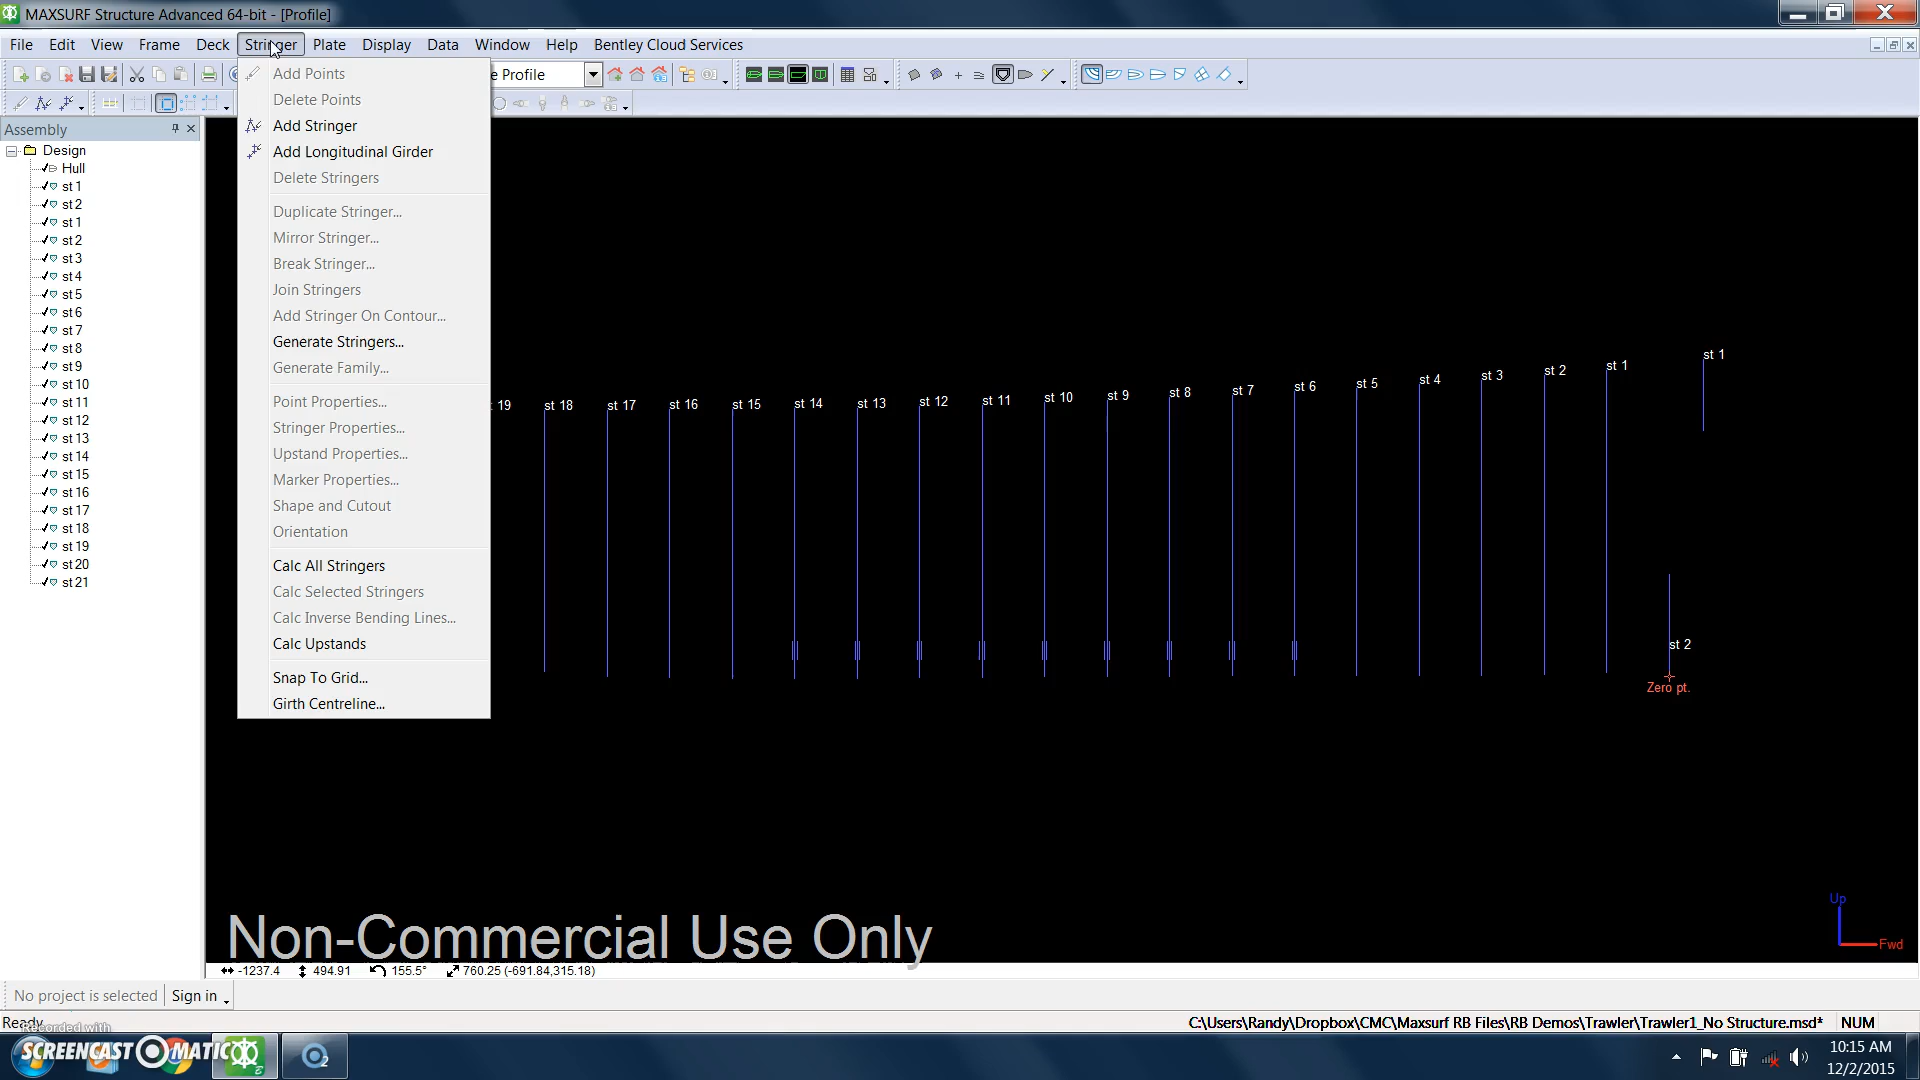 MAXSURF Structure Advanced 64-bit - [Profile]
File Edit View Frame Deck Stringer Plate Display Data Window Help Bentley Cloud Services
e Profile
Assembly
Design
Hull
st 1
st 2
st 1
st 2
st 3
st 4
st 5
st 6
st 7
st 8
st 9
st 10
st 11
st 12
st 13
st 14
st 15
st 16
st 17
st 18
st 19
st 20
st 21
Add Points
Delete Points
Add Stringer
Add Longitudinal Girder
Delete Stringers
Duplicate Stringer...
Mirror Stringer...
Break Stringer...
Join Stringers
Add Stringer On Contour...
Generate Stringers...
Generate Family...
Point Properties...
Stringer Properties...
Upstand Properties...
Marker Properties...
Shape and Cutout
Orientation
Calc All Stringers
Calc Selected Stringers
Calc Inverse Bending Lines...
Calc Upstands
Snap To Grid...
Girth Centreline...
19 st 18 st 17 st 16 st 15 st 14 st 13 st 12 st 11 st 10 st 9 st 8 st 7 st 6 st 5 st 4 st 3 st 2 st 1 st 1
st 2
Zero pt.
Up
Fwd
Non-Commercial Use Only
-1237.4 494.91 155.5° 760.25 (-691.84,315.18)
No project is selected Sign in
Ready C:\Users\Randy\Dropbox\CMC\Maxsurf RB Files\RB Demos\Trawler\Trawler1_No Structure.msd* NUM
Recorded with
SCREENCAST MATIC
10:15 AM
12/2/2015